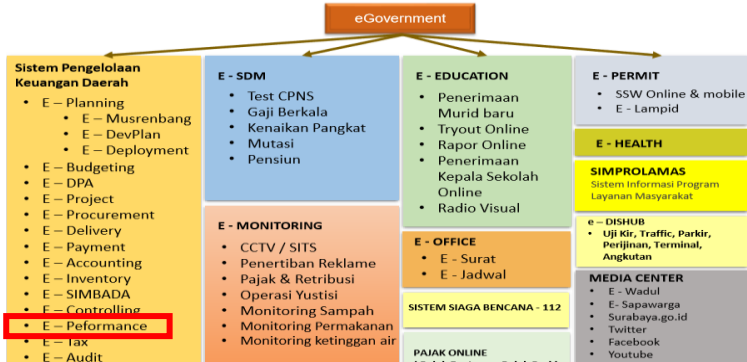 eGovernment
Sistem Pengelolaan
Keuangan Daerah
• E – Planning
• E – Musrenbang
• E – DevPlan
• E – Deployment
• E – Budgeting
• E – DPA
• E – Project
• E – Procurement
• E – Delivery
• E – Payment
• E – Accounting
• E – Inventory
• E – SIMBADA
• E – Controlling
• E – Peformance
• E – Tax
• E – Audit
E - SDM
• Test CPNS
• Gaji Berkala
• Kenaikan Pangkat
• Mutasi
• Pensiun
E - MONITORING
• CCTV / SITS
• Penertiban Reklame
• Pajak & Retribusi
• Operasi Yustisi
• Monitoring Sampah
• Monitoring Permakanan
• Monitoring ketinggan air
E - EDUCATION
• Penerimaan
Murid baru
• Tryout Online
• Rapor Online
• Penerimaan
Kepala Sekolah
Online
• Radio Visual
E - OFFICE
• E - Surat
• E - Jadwal
SISTEM SIAGA BENCANA - 112
PAJAK ONLINE
E - PERMIT
• SSW Online & mobile
• E - Lampid
E - HEALTH
SIMPROLAMAS
Sistem Informasi Program
Layanan Masyarakat
e – DISHUB
• Uji Kir, Traffic, Parkir,
Perijinan, Terminal,
Angkutan
MEDIA CENTER
• E - Wadul
• E- Sapawarga
• Surabaya.go.id
• Twitter
• Facebook
• Youtube